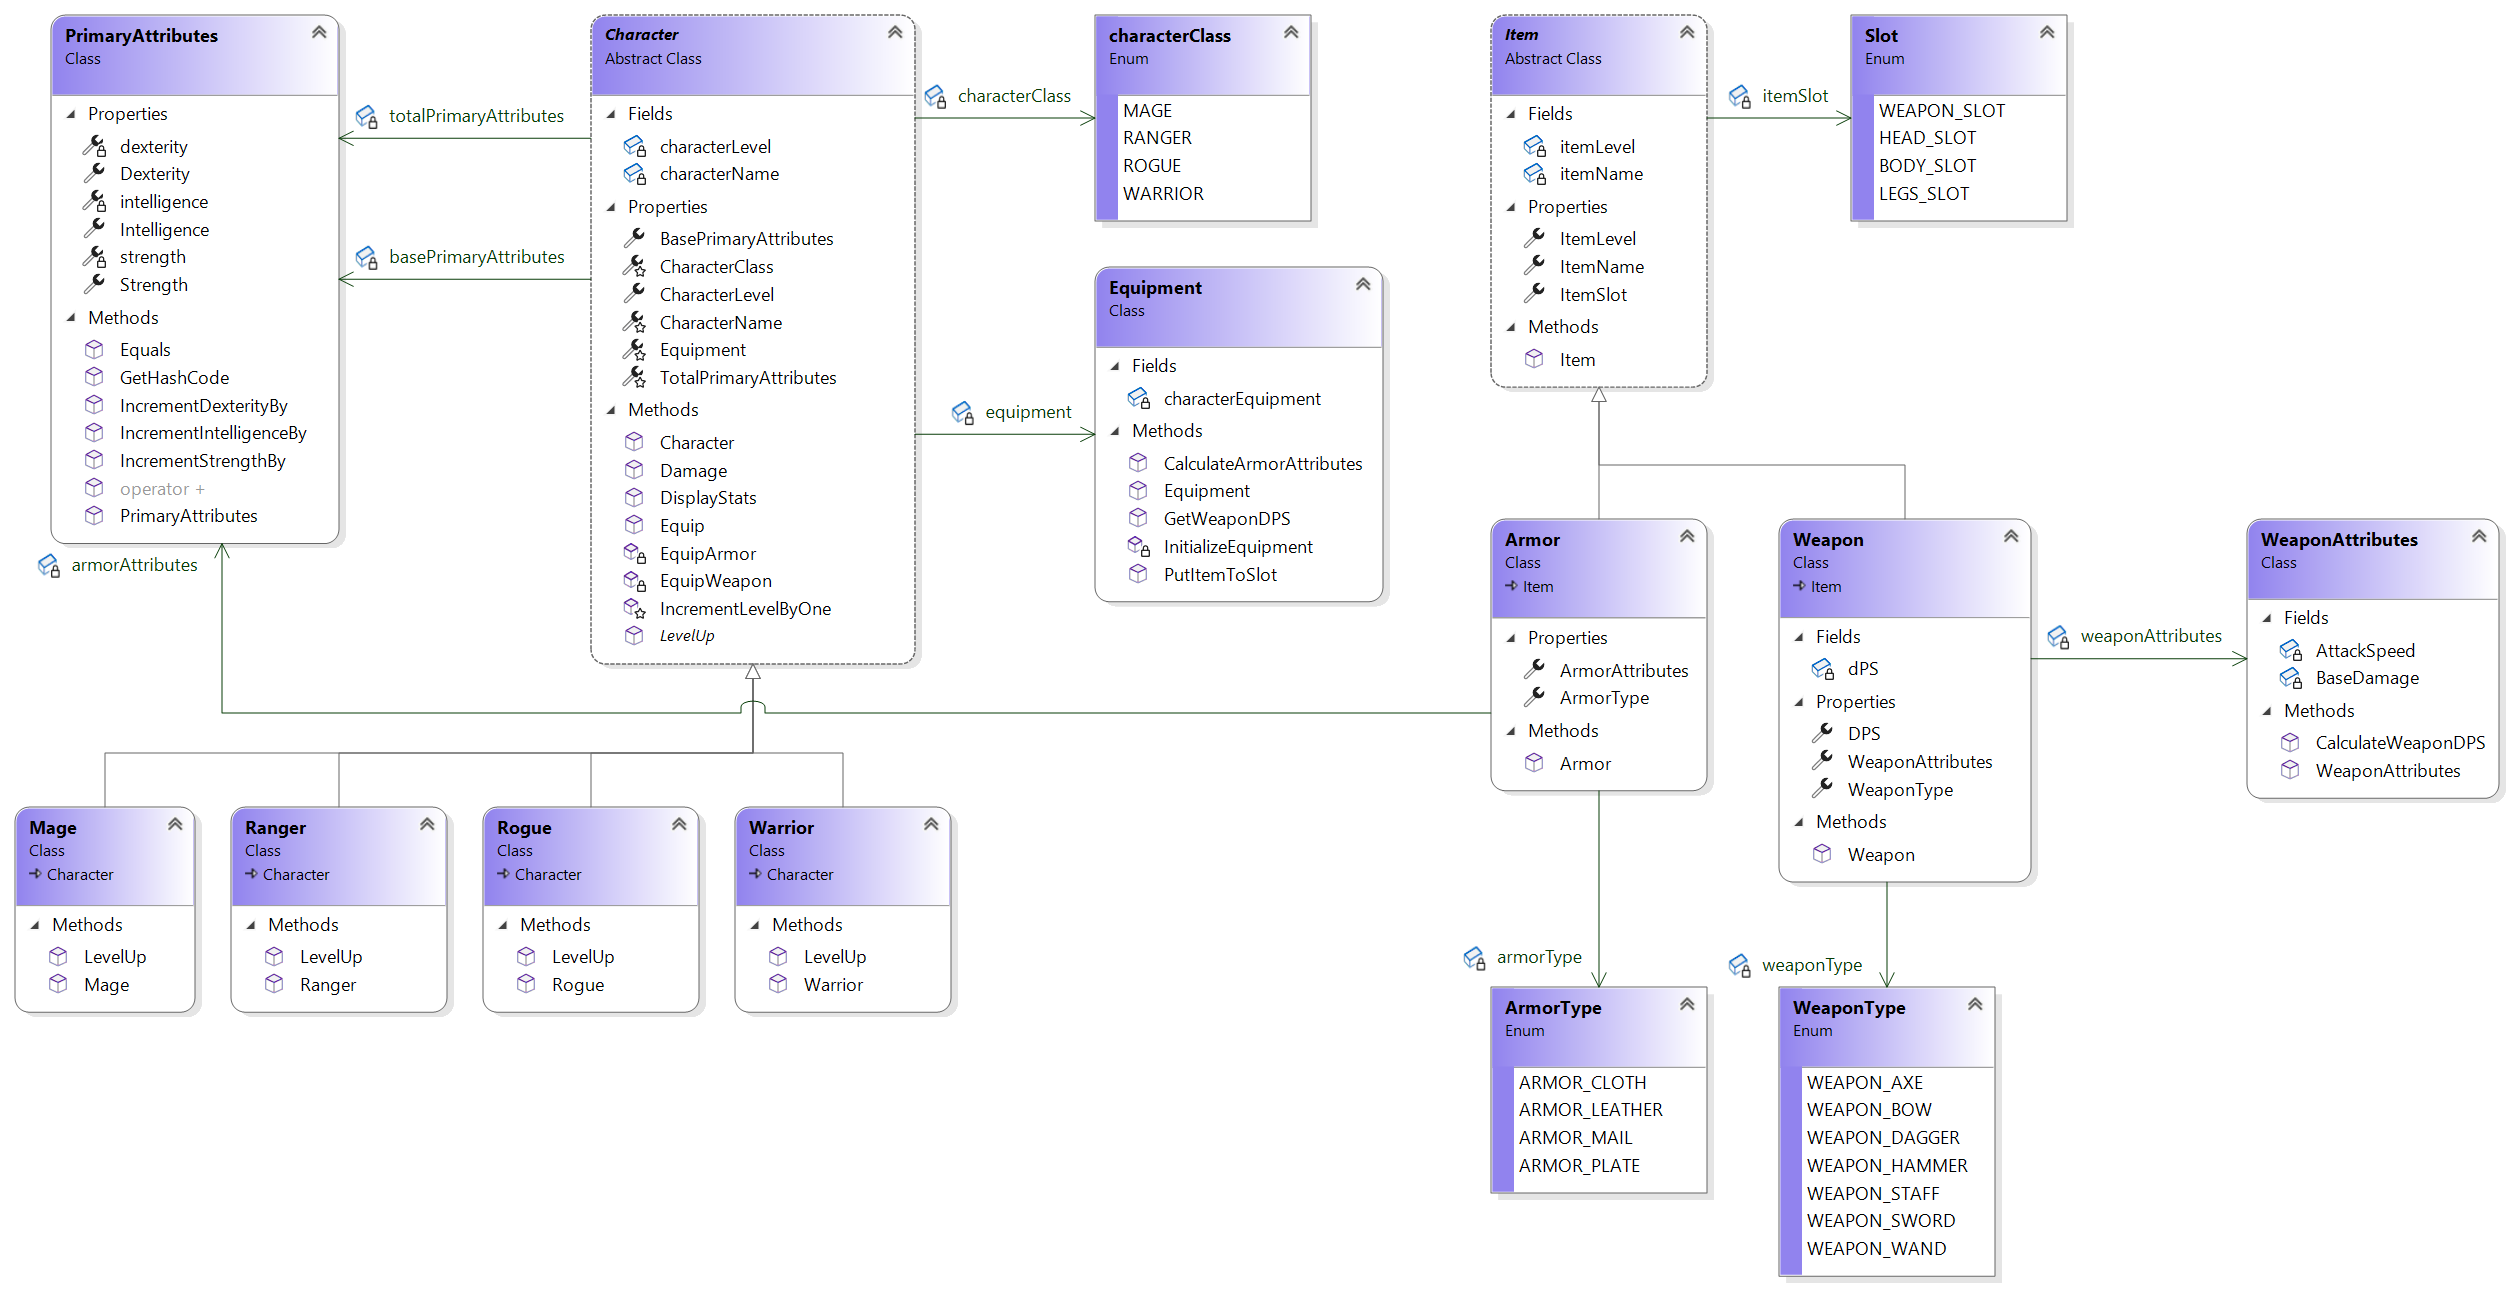 PrimaryAttributes
Class
Properties
dexterity
Dexterity
intelligence
Intelligence
strength
Strength
Methods
Equals
GetHashCode
IncrementDexterityBy
IncrementIntelligenceBy
IncrementStrengthBy
operator +
PrimaryAttributes
totalPrimaryAttributes
basePrimaryAttributes
armorAttributes
Character
Abstract Class
Fields
characterLevel
characterName
Properties
BasePrimaryAttributes
CharacterClass
CharacterLevel
CharacterName
Equipment
TotalPrimaryAttributes
Methods
Character
Damage
DisplayStats
Equip
EquipArmor
EquipWeapon
IncrementLevelByOne
LevelUp
characterClass
equipment
characterClass
Enum
MAGE
RANGER
ROGUE
WARRIOR
Equipment
Class
Fields
characterEquipment
Methods
CalculateArmorAttributes
Equipment
GetWeaponDPS
InitializeEquipment
PutItemToSlot
Item
Abstract Class
Fields
itemLevel
itemName
Properties
ItemLevel
ItemName
ItemSlot
Methods
Item
itemSlot
Slot
Enum
WEAPON_SLOT
HEAD_SLOT
BODY_SLOT
LEGS_SLOT
Armor
Class
Item
Properties
ArmorAttributes
ArmorType
Methods
Armor
Weapon
Class
Item
Fields
dPS
Properties
DPS
WeaponAttributes
WeaponType
Methods
Weapon
weaponAttributes
WeaponAttributes
Class
Fields
AttackSpeed
BaseDamage
Methods
CalculateWeaponDPS
WeaponAttributes
Mage
Class
Character
Methods
LevelUp
Mage
Ranger
Class
Character
Methods
LevelUp
Ranger
Rogue
Class
Character
Methods
LevelUp
Rogue
Warrior
Class
Character
Methods
LevelUp
Warrior
armorType
weaponType
ArmorType
Enum
ARMOR_CLOTH
ARMOR_LEATHER
ARMOR_MAIL
ARMOR_PLATE
WeaponType
Enum
WEAPON_AXE
WEAPON_BOW
WEAPON_DAGGER
WEAPON_HAMMER
WEAPON_STAFF
WEAPON_SWORD
WEAPON_WAND